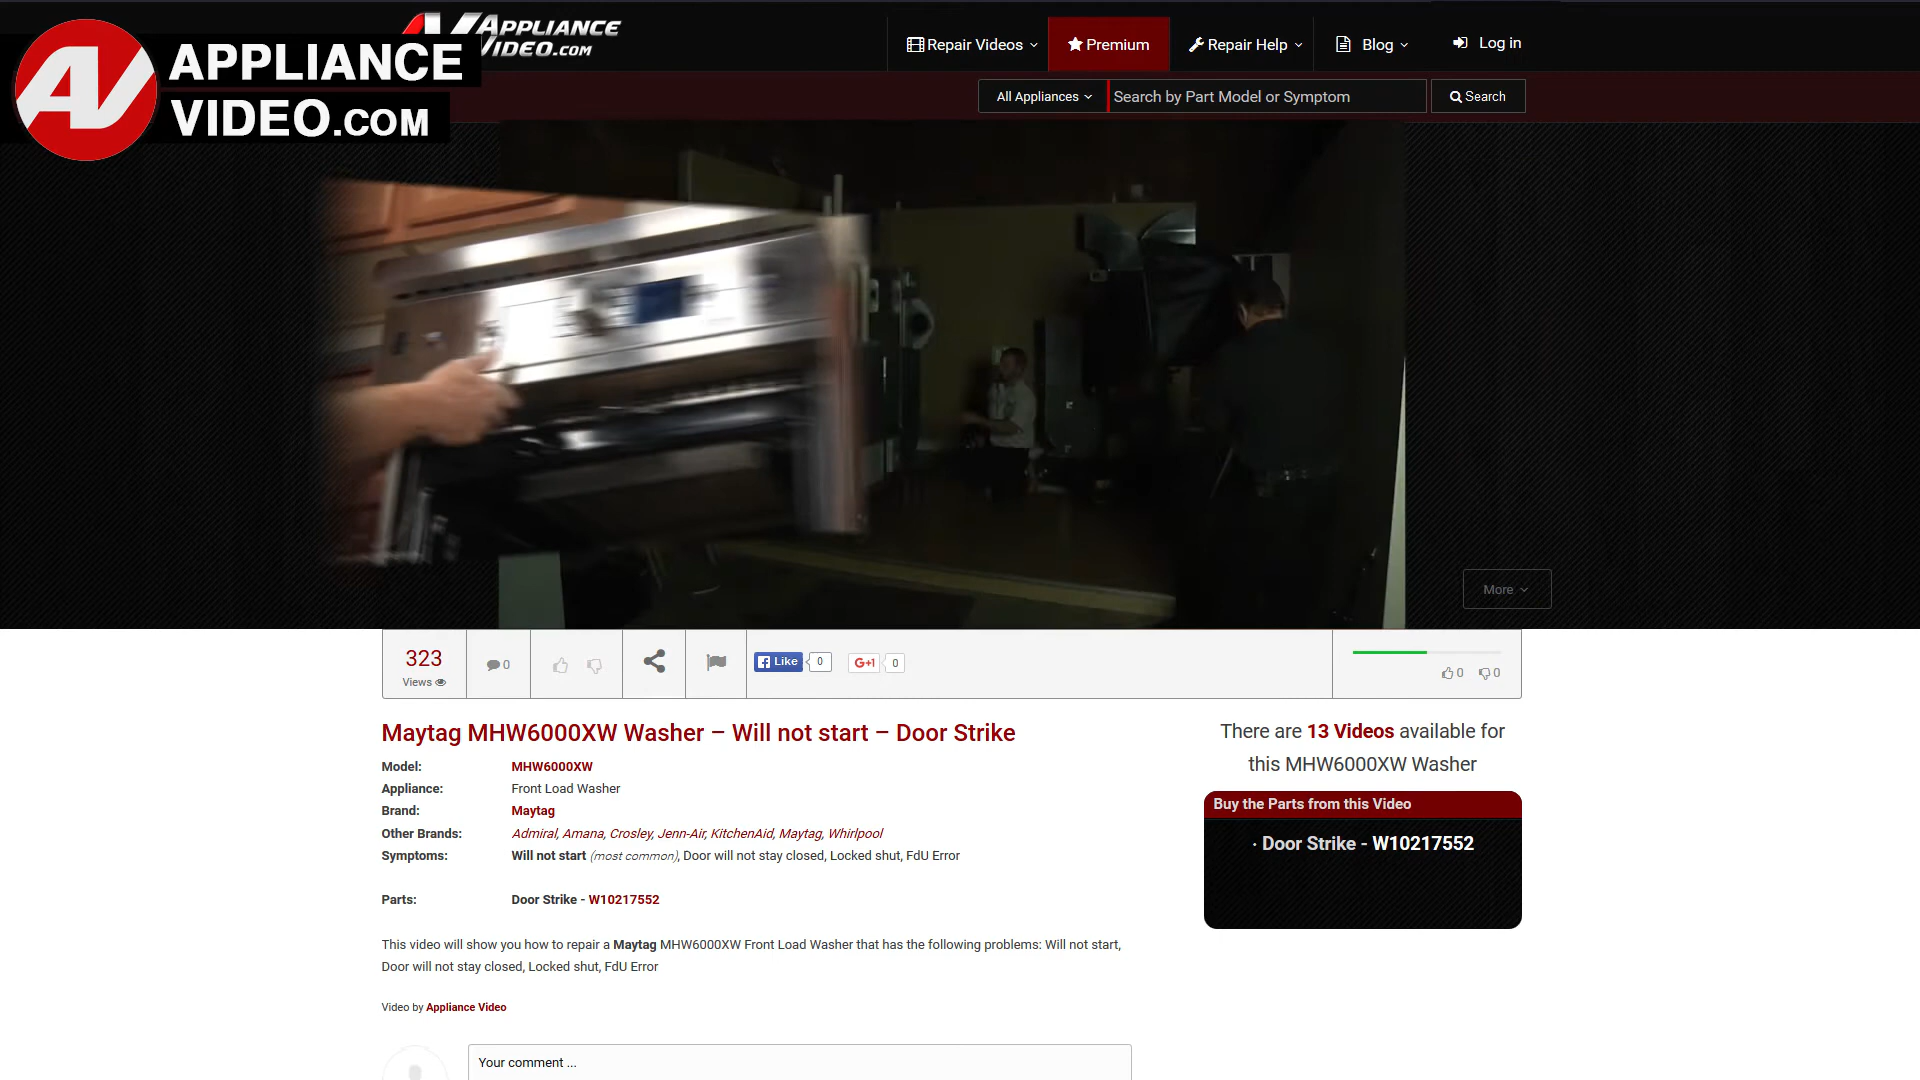 APPLIANCE
VIDEO.COM
APPLIANCE
VIDEO.COM
Repair Videos
Premium
Repair Help
Blog
Log in
All Appliances
Search by Part Model or Symptom
Search
More
323
Views
0
Like
0
G+1
0
0
0
Maytag MHW6000XW Washer – Will not start – Door Strike
Model: MHW6000XW
Appliance: Front Load Washer
Brand: Maytag
Other Brands: Admiral, Amana, Crosley, Jenn-Air, KitchenAid, Maytag, Whirlpool
Symptoms: Will not start (most common), Door will not stay closed, Locked shut, FdU Error
Parts: Door Strike - W10217552
This video will show you how to repair a Maytag MHW6000XW Front Load Washer that has the following problems: Will not start,
Door will not stay closed, Locked shut, FdU Error
Video by Appliance Video
Your comment ...
There are 13 Videos available for
this MHW6000XW Washer
Buy the Parts from this Video
· Door Strike - W10217552